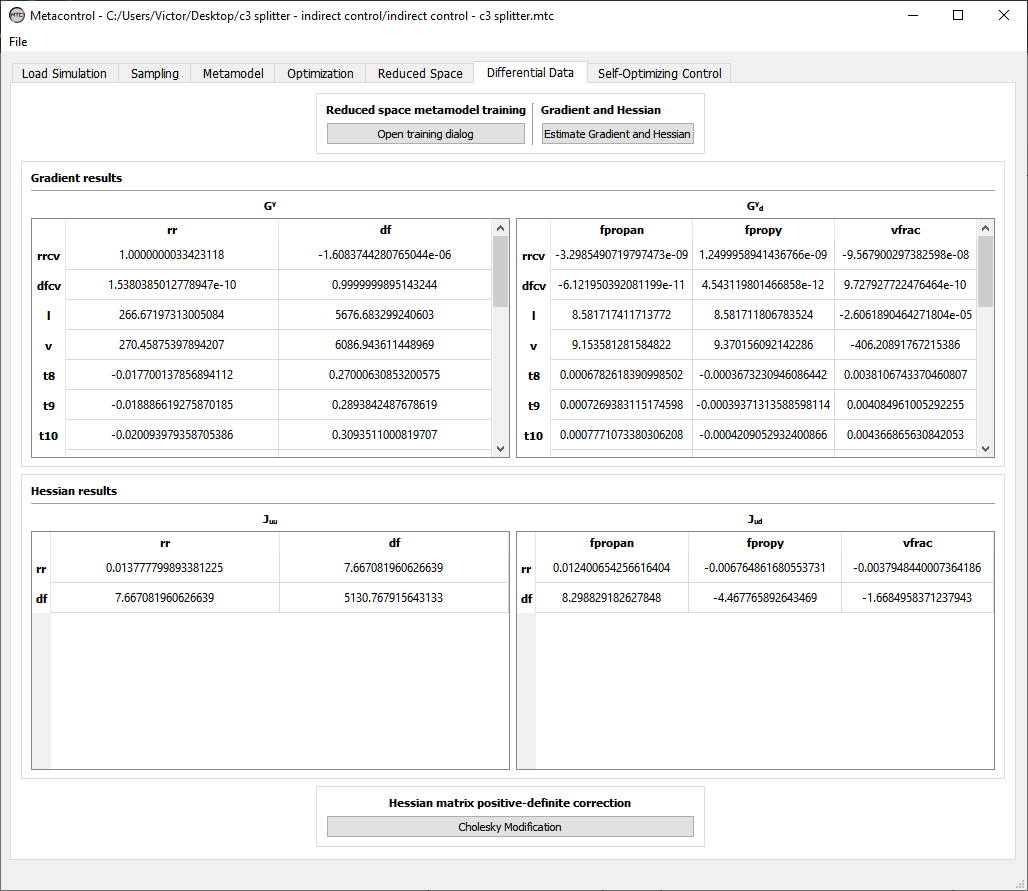 Metacontrol - C:/Users/Victor/Desktop/c3 splitter - indirect control/indirect control - c3 splitter.mtc
File
Load Simulation Sampling Metamodel Optimization Reduced Space Differential Data Self-Optimizing Control
Reduced space metamodel training Gradient and Hessian
Open training dialog Estimate Gradient and Hessian
Gradient results
Gʸ Gʸd
rr df fpropan fpropy vfrac
rrcv 1.0000000033423118 -1.6083744280765044e-06 rrcv -3.2985490719797473e-09 1.2499958941436766e-09 -9.567900297382598e-08
dfcv 1.5380385012778947e-10 0.9999999895143244 dfcv -6.121950392081199e-11 4.543119801466858e-12 9.727927722476464e-10
l 266.67197313005084 5676.683299240603 l 8.581717411713772 8.581711806783524 -2.6061890464271804e-05
v 270.45875397894207 6086.943611448969 v 9.153581281584822 9.370156092142286 -406.20891767215386
t8 -0.017700137856894112 0.27000630853200575 t8 0.0006782618390998502 -0.0003673230946086442 0.0038106743370460807
t9 -0.018886619275870185 0.2893842487678619 t9 0.0007269383115174598 -0.00039371313588598114 0.004084961005292255
t10 -0.020093979358705386 0.3093511000819707 t10 0.0007771073380306208 -0.0004209052932400866 0.004366865630842053
Hessian results
Juu Jud
rr df fpropan fpropy vfrac
rr 0.013777799893381225 7.667081960626639 rr 0.012400654256616404 -0.006764861680553731 -0.0037948440007364186
df 7.667081960626639 5130.767915643133 df 8.298829182627848 -4.467765892643469 -1.6684958371237943
Hessian matrix positive-definite correction
Cholesky Modification